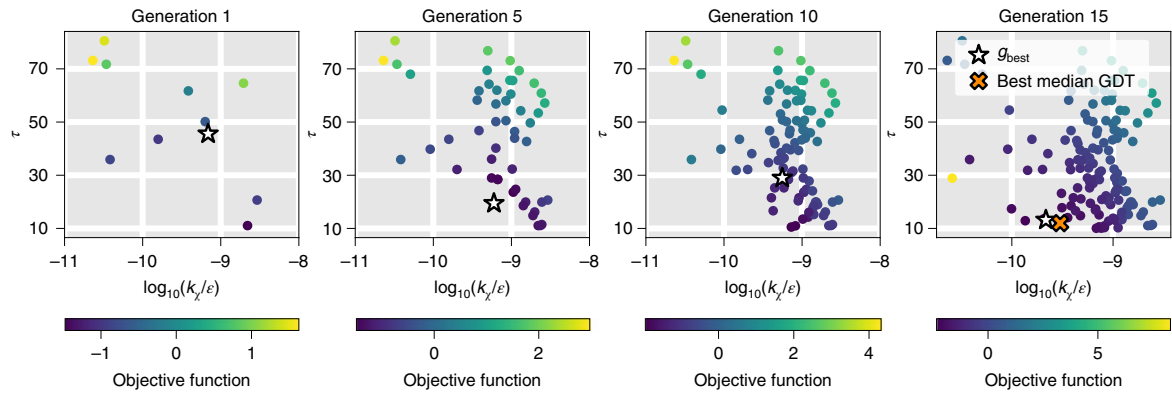 Generation 1
Generation 5
Generation 10
Generation 15
τ
70
50
30
10
−11
−10
−9
−8
log10(kχ/ε)
τ
70
50
30
10
−11
−10
−9
−8
log10(kχ/ε)
τ
70
50
30
10
−11
−10
−9
−8
log10(kχ/ε)
τ
70
50
30
10
−11
−10
−9
log10(kχ/ε)
gbest
Best median GDT
−1
0
1
Objective function
0
2
Objective function
0
2
4
Objective function
0
5
Objective function